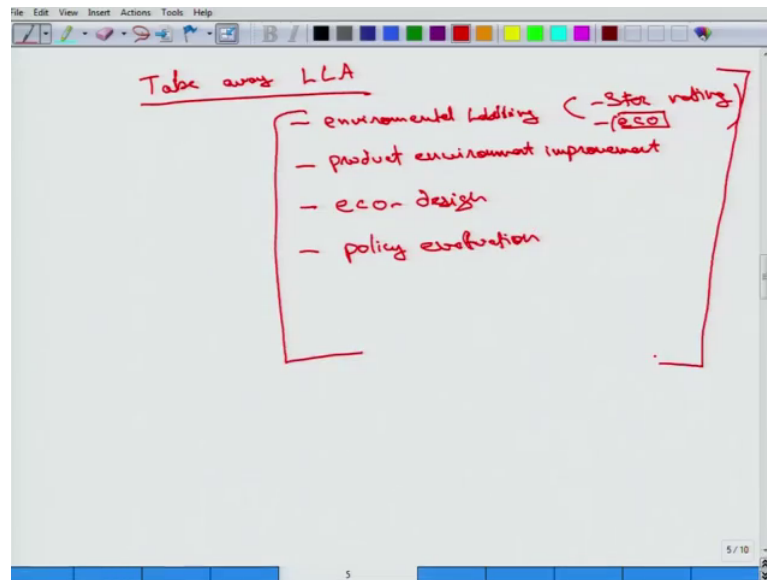 File Edit View Insert Actions Tools Help
Take away LCA
- environmental labelling (- Star rating)
- (eco)
- product environment improvement
- eco-design
- policy evaluation
5/10
5